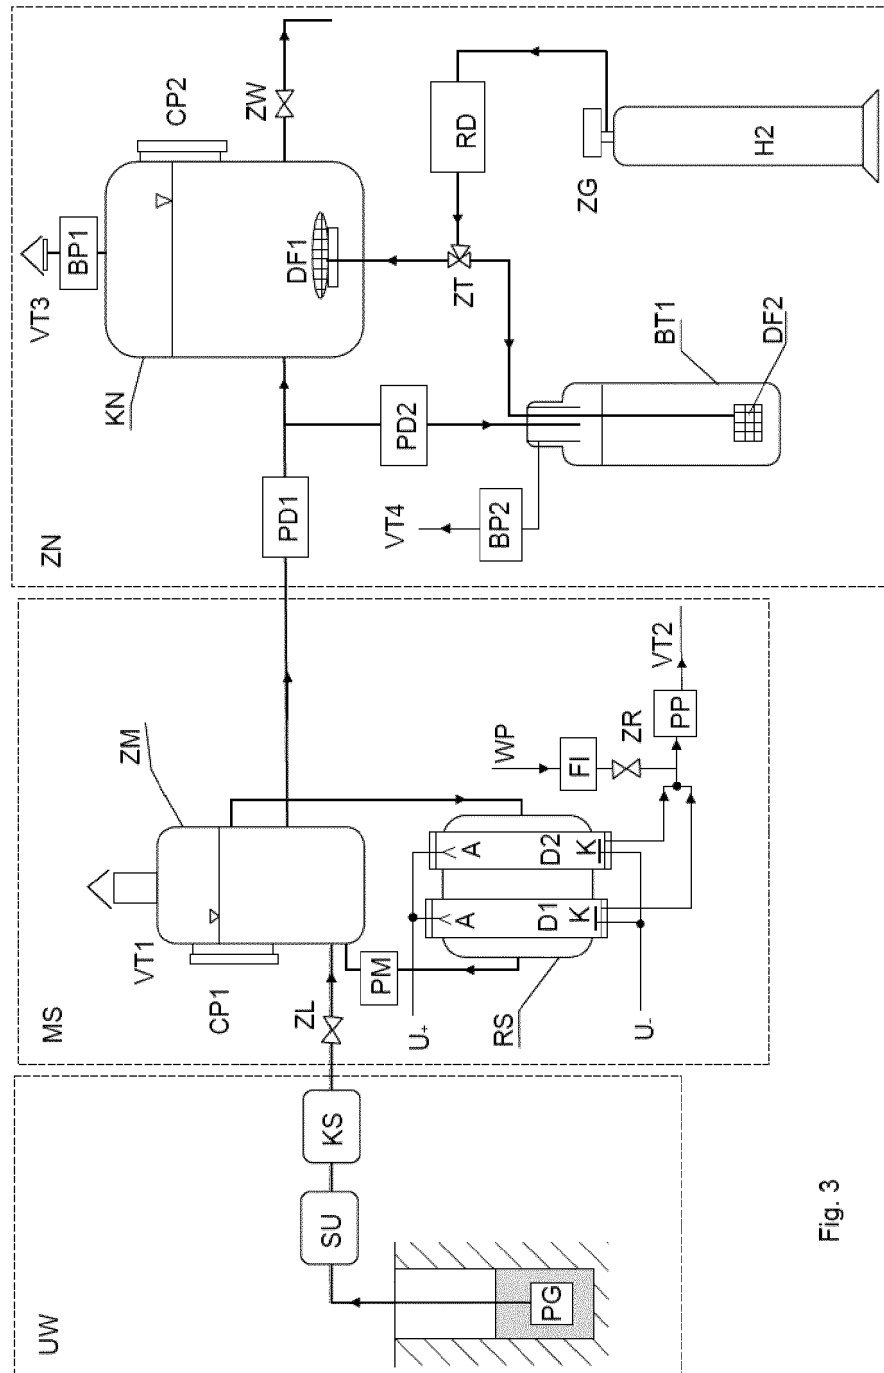 UW
PG
SU
KS
MS
VT1
CP1
ZL
ZM
PM
U+
RS
U-
A
D1
K
A
D2
K
WP
FI
ZR
PP
VT2
ZN
PD1
PD2
KN
VT3
BP1
CP2
ZW
DF1
ZT
RD
ZG
H2
VT4
BP2
BT1
DF2
Fig. 3